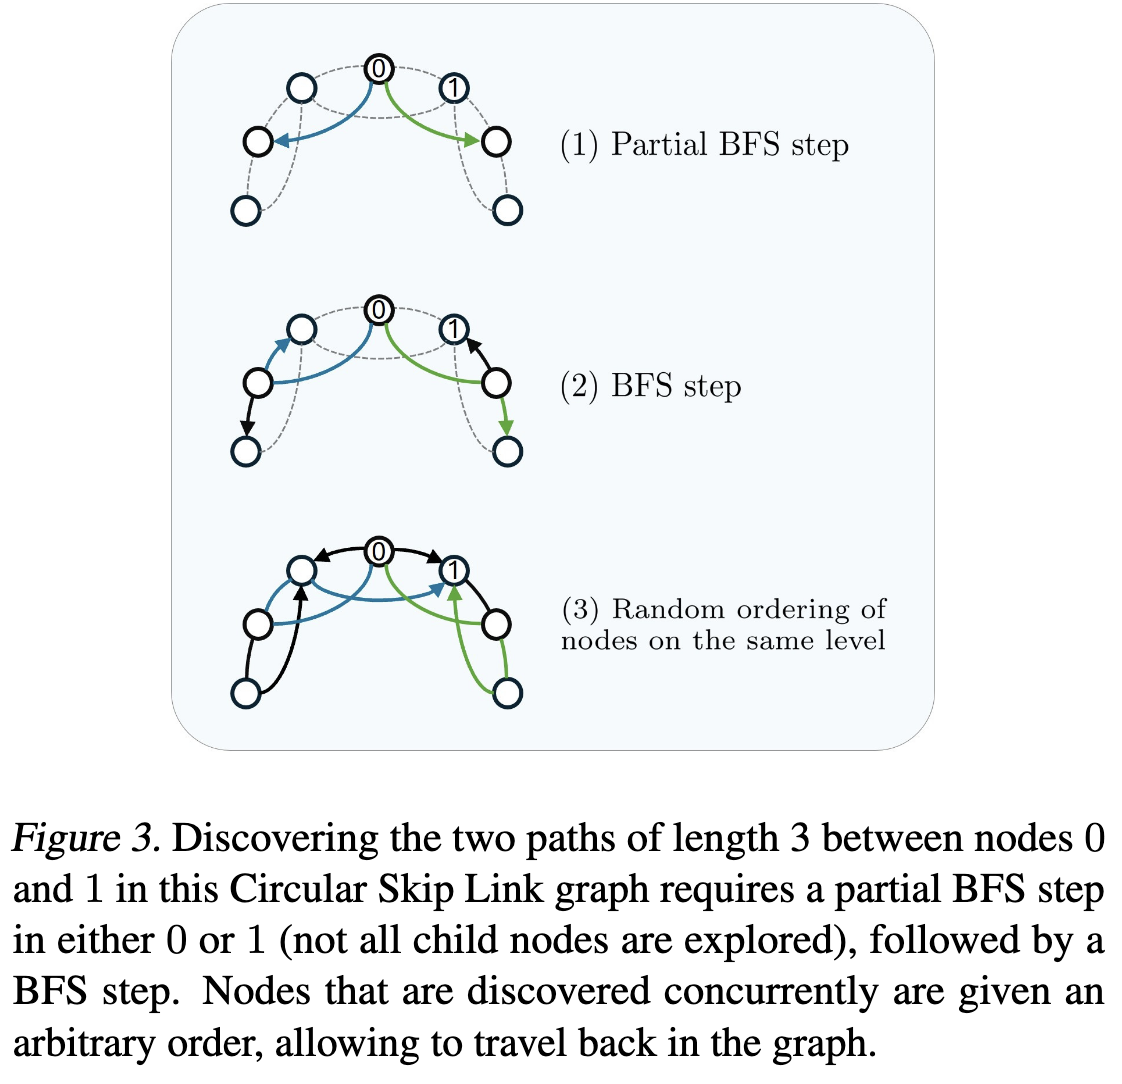 0
1
(1) Partial BFS step
0
1
(2) BFS step
0
1
(3) Random ordering of
nodes on the same level
Figure 3. Discovering the two paths of length 3 between nodes 0
and 1 in this Circular Skip Link graph requires a partial BFS step
in either 0 or 1 (not all child nodes are explored), followed by a
BFS step. Nodes that are discovered concurrently are given an
arbitrary order, allowing to travel back in the graph.